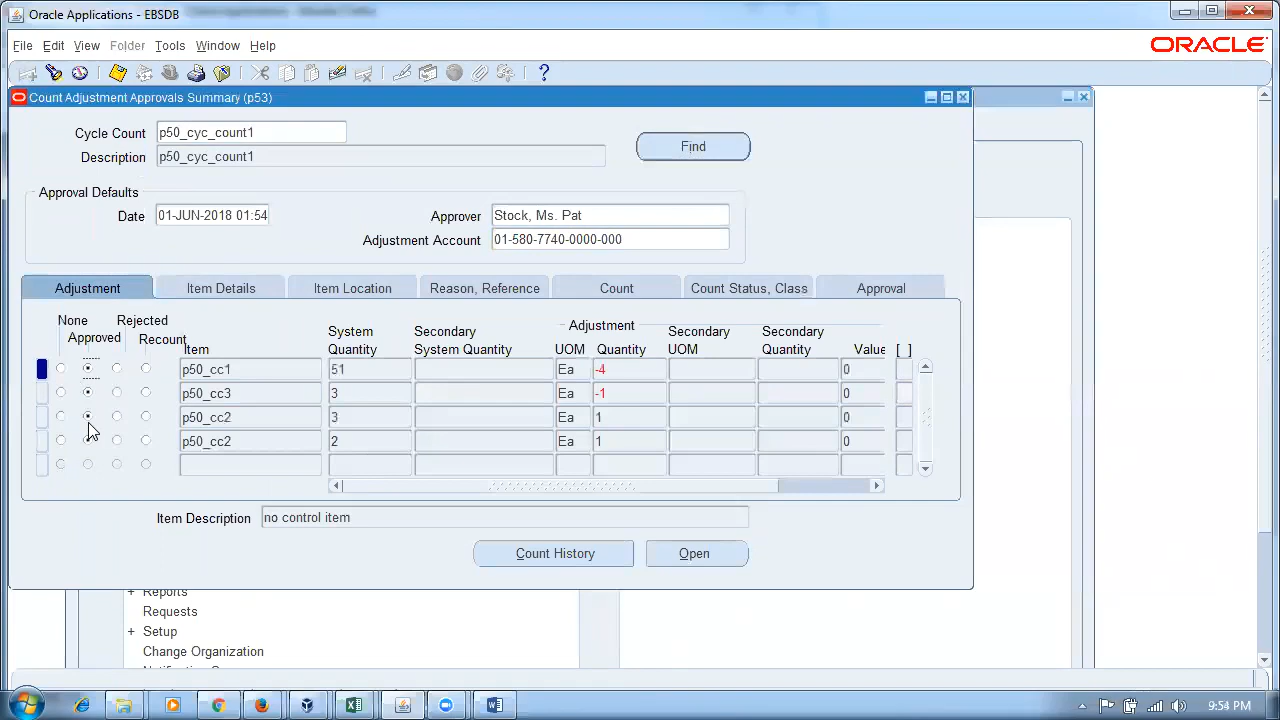 Oracle Applications - EBSDB
File Edit View Folder Tools Window Help
ORACLE
Count Adjustment Approvals Summary (p53)
Cycle Count p50_cyc_count1
Find
Description p50_cyc_count1
Approval Defaults
Date 01-JUN-2018 01:54
Approver Stock, Ms. Pat
Adjustment Account 01-580-7740-0000-000
Adjustment Item Details Item Location Reason, Reference Count Count Status, Class Approval
None Rejected
Approved Recount
Item
System Quantity Secondary System Quantity Adjustment UOM Quantity Secondary UOM Secondary Quantity Value [ ]
p50_cc1 51 Ea -4 0
p50_cc3 3 Ea -1 0
p50_cc2 3 Ea 1 0
p50_cc2 2 Ea 1 0
Item Description no control item
Count History Open
+ Reports
Requests
+ Setup
Change Organization
9:54 PM